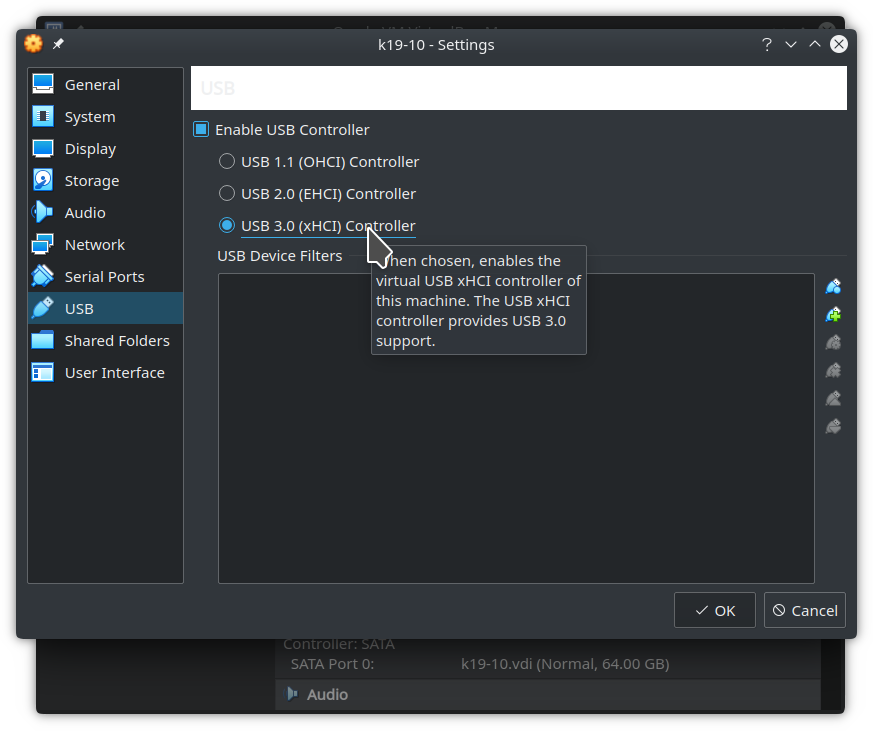 k19-10 - Settings
General
System
Display
Storage
Audio
Network
Serial Ports
USB
Shared Folders
User Interface
USB
Enable USB Controller
USB 1.1 (OHCI) Controller
USB 2.0 (EHCI) Controller
USB 3.0 (xHCI) Controller
USB Device Filters
chosen, enables the
virtual USB xHCI controller of
this machine. The USB xHCI
controller provides USB 3.0
support.
OK
Cancel
Controller: SATA
SATA Port 0: k19-10.vdi (Normal, 64.00 GB)
Audio